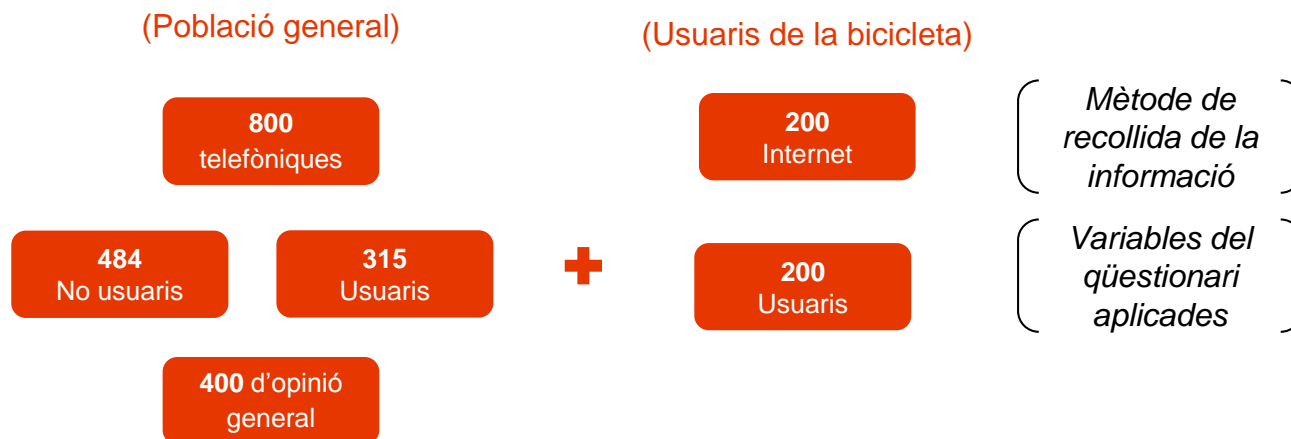 (Població general)
(Usuaris de la bicicleta)
800
telefòniques
200
Internet
Mètode de
recollida de la
informació
484
No usuaris
315
Usuaris
200
Usuaris
Variables del
qüestionari
aplicades
400 d’opinió
general